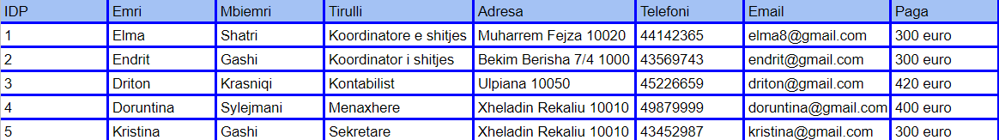 IDP Emri Mbiemri Tirulli Adresa Telefoni Email Paga
1 Elma Shatri Koordinatore e shitjes Muharrem Fejza 10020 44142365 elma8@gmail.com 300 euro
2 Endrit Gashi Koordinator i shitjes Bekim Berisha 7/4 1000 43569743 endrit@gmail.com 300 euro
3 Driton Krasniqi Kontabilist Ulpiana 10050 45226659 driton@gmail.com 420 euro
4 Doruntina Sylejmani Menaxhere Xheladin Rekaliu 10010 49879999 doruntina@gmail.com 400 euro
5 Kristina Gashi Sekretare Xheladin Rekaliu 10010 43452987 kristina@gmail.com 300 euro